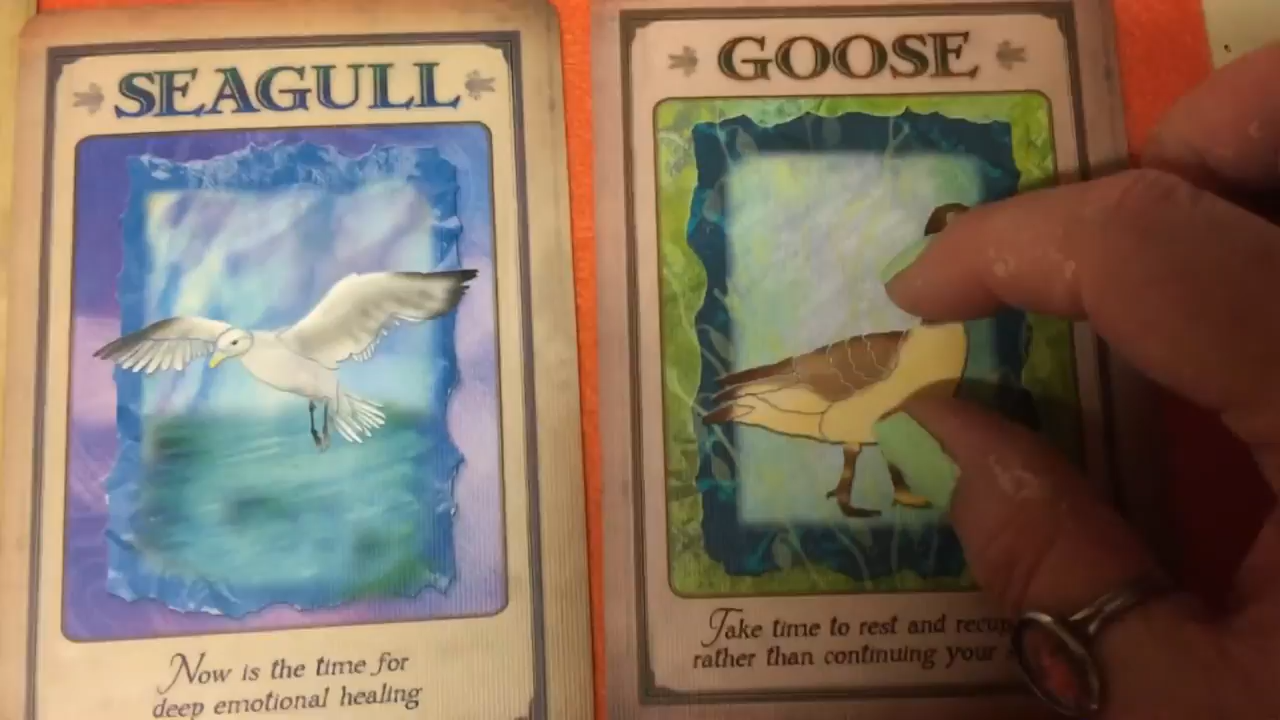 SEAGULL
Now is the time for
deep emotional healing
GOOSE
Take time to rest and
rather than continuing your